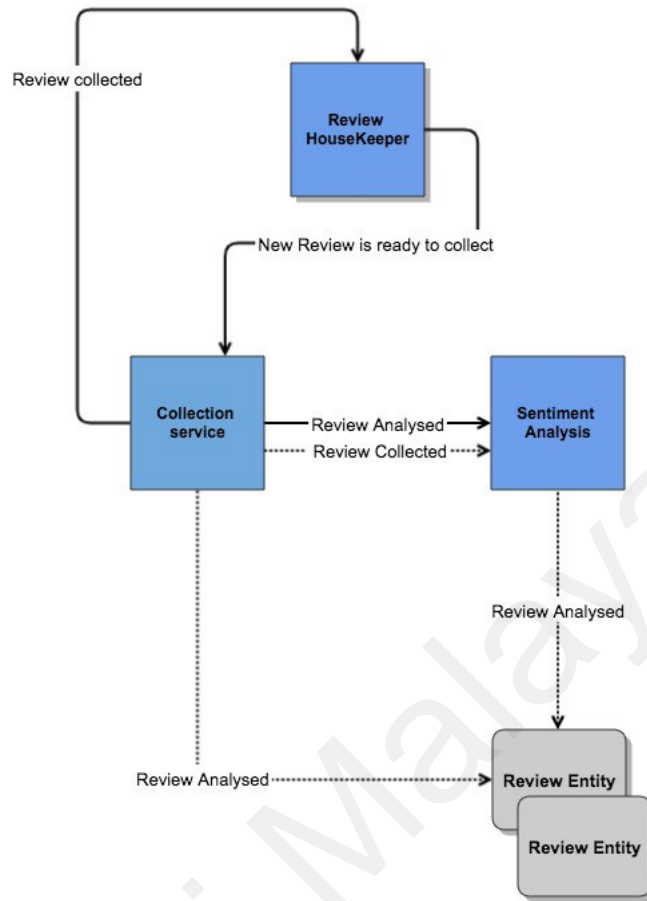 Review collected
Review
HouseKeeper
New Review is ready to collect
Collection
service
Review Analysed
Review Collected
Sentiment
Analysis
Review Analysed
Review Analysed
Review Entity
Review Entity
Malaya